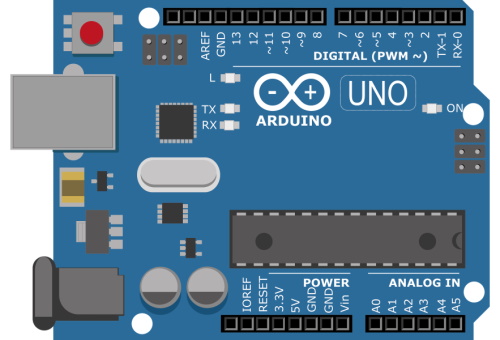 AREF
GND
13
12
~11
~10
~9
8
7
~6
~5
4
~3
2
TX-1
RX-0
DIGITAL (PWM ~)
L
TX
RX
ARDUINO
UNO
ON
POWER
ANALOG IN
IOREF
RESET
3.3V
5V
GND
GND
Vin
A0
A1
A2
A3
A4
A5